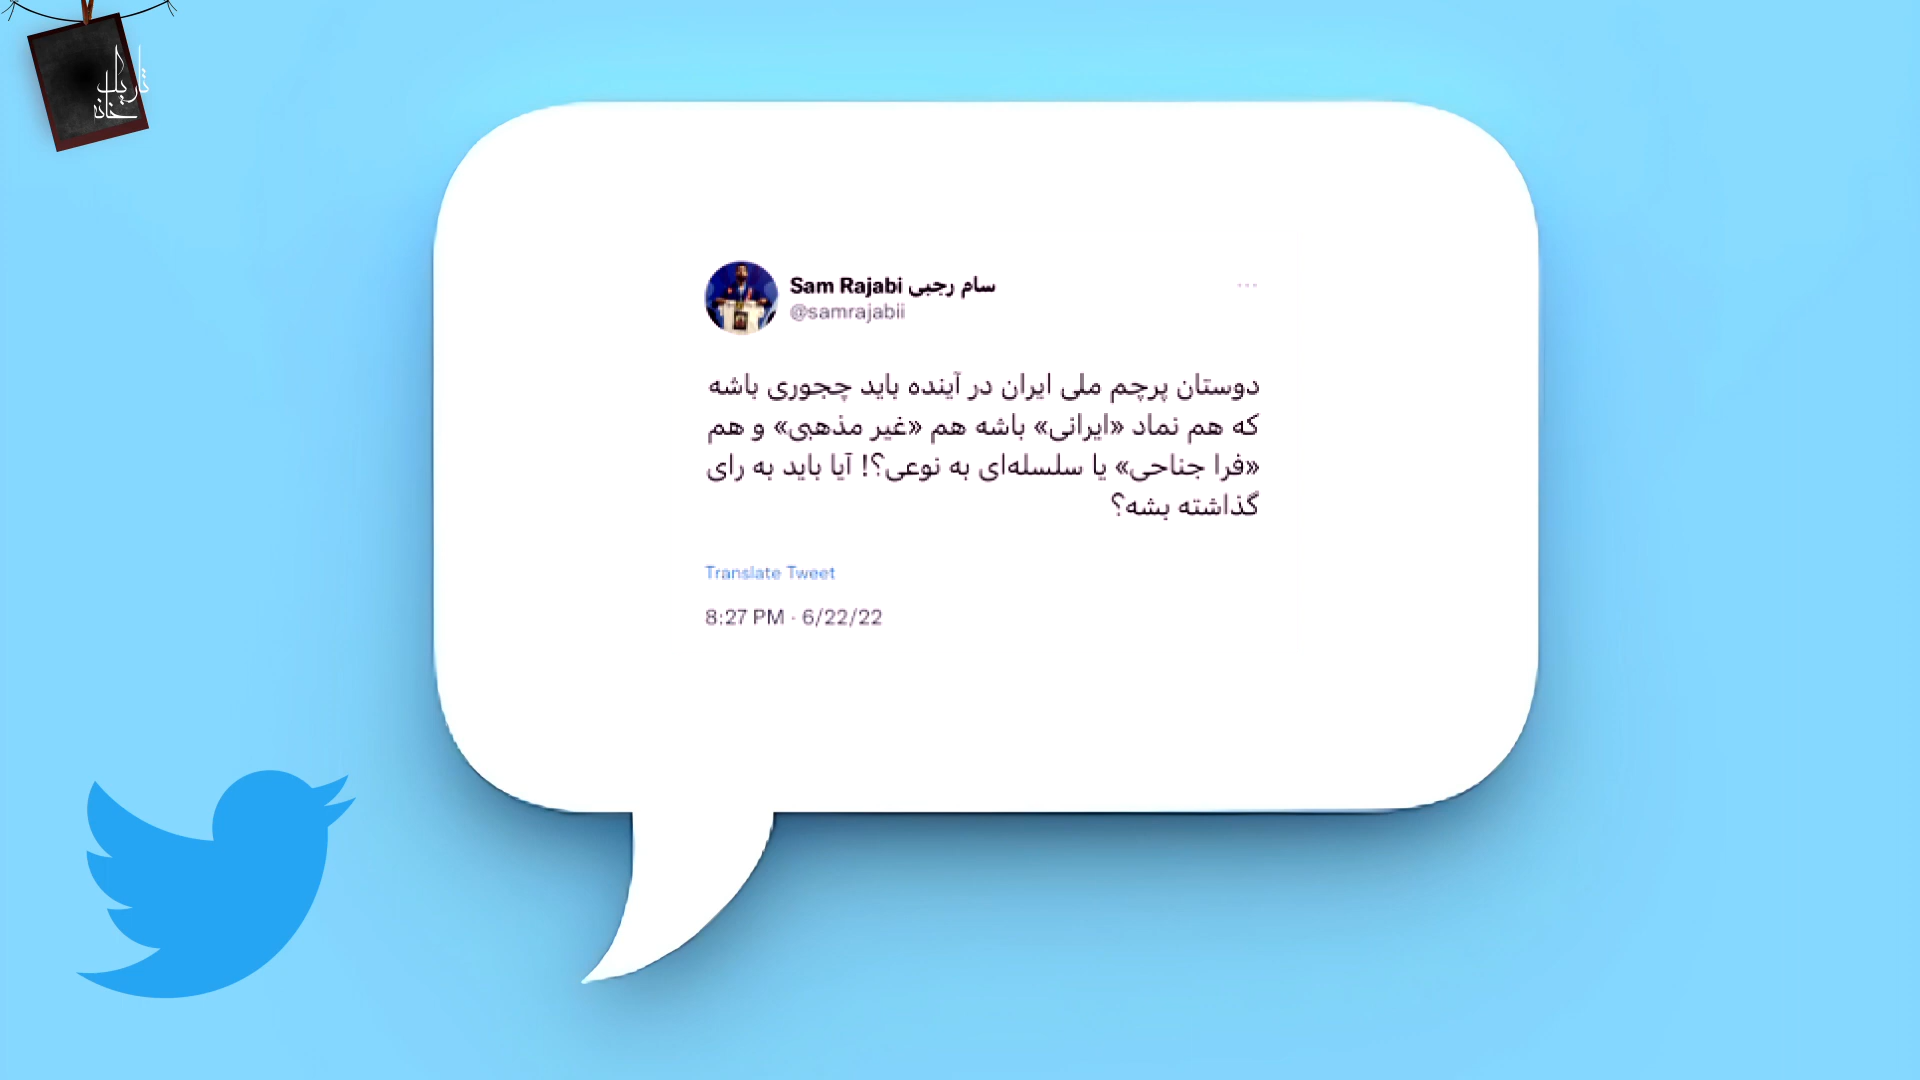 تاریک
خانه
Sam Rajabi سام رجبی
@samrajabii
دوستان پرچم ملی ایران در آینده باید چجوری باشه
که هم نماد «ایرانی» باشه هم «غیر مذهبی» و هم
«فرا جناحی» یا سلسله‌ای به نوعی؟! آیا باید به رای
گذاشته بشه؟
Translate Tweet
8:27 PM · 6/22/22